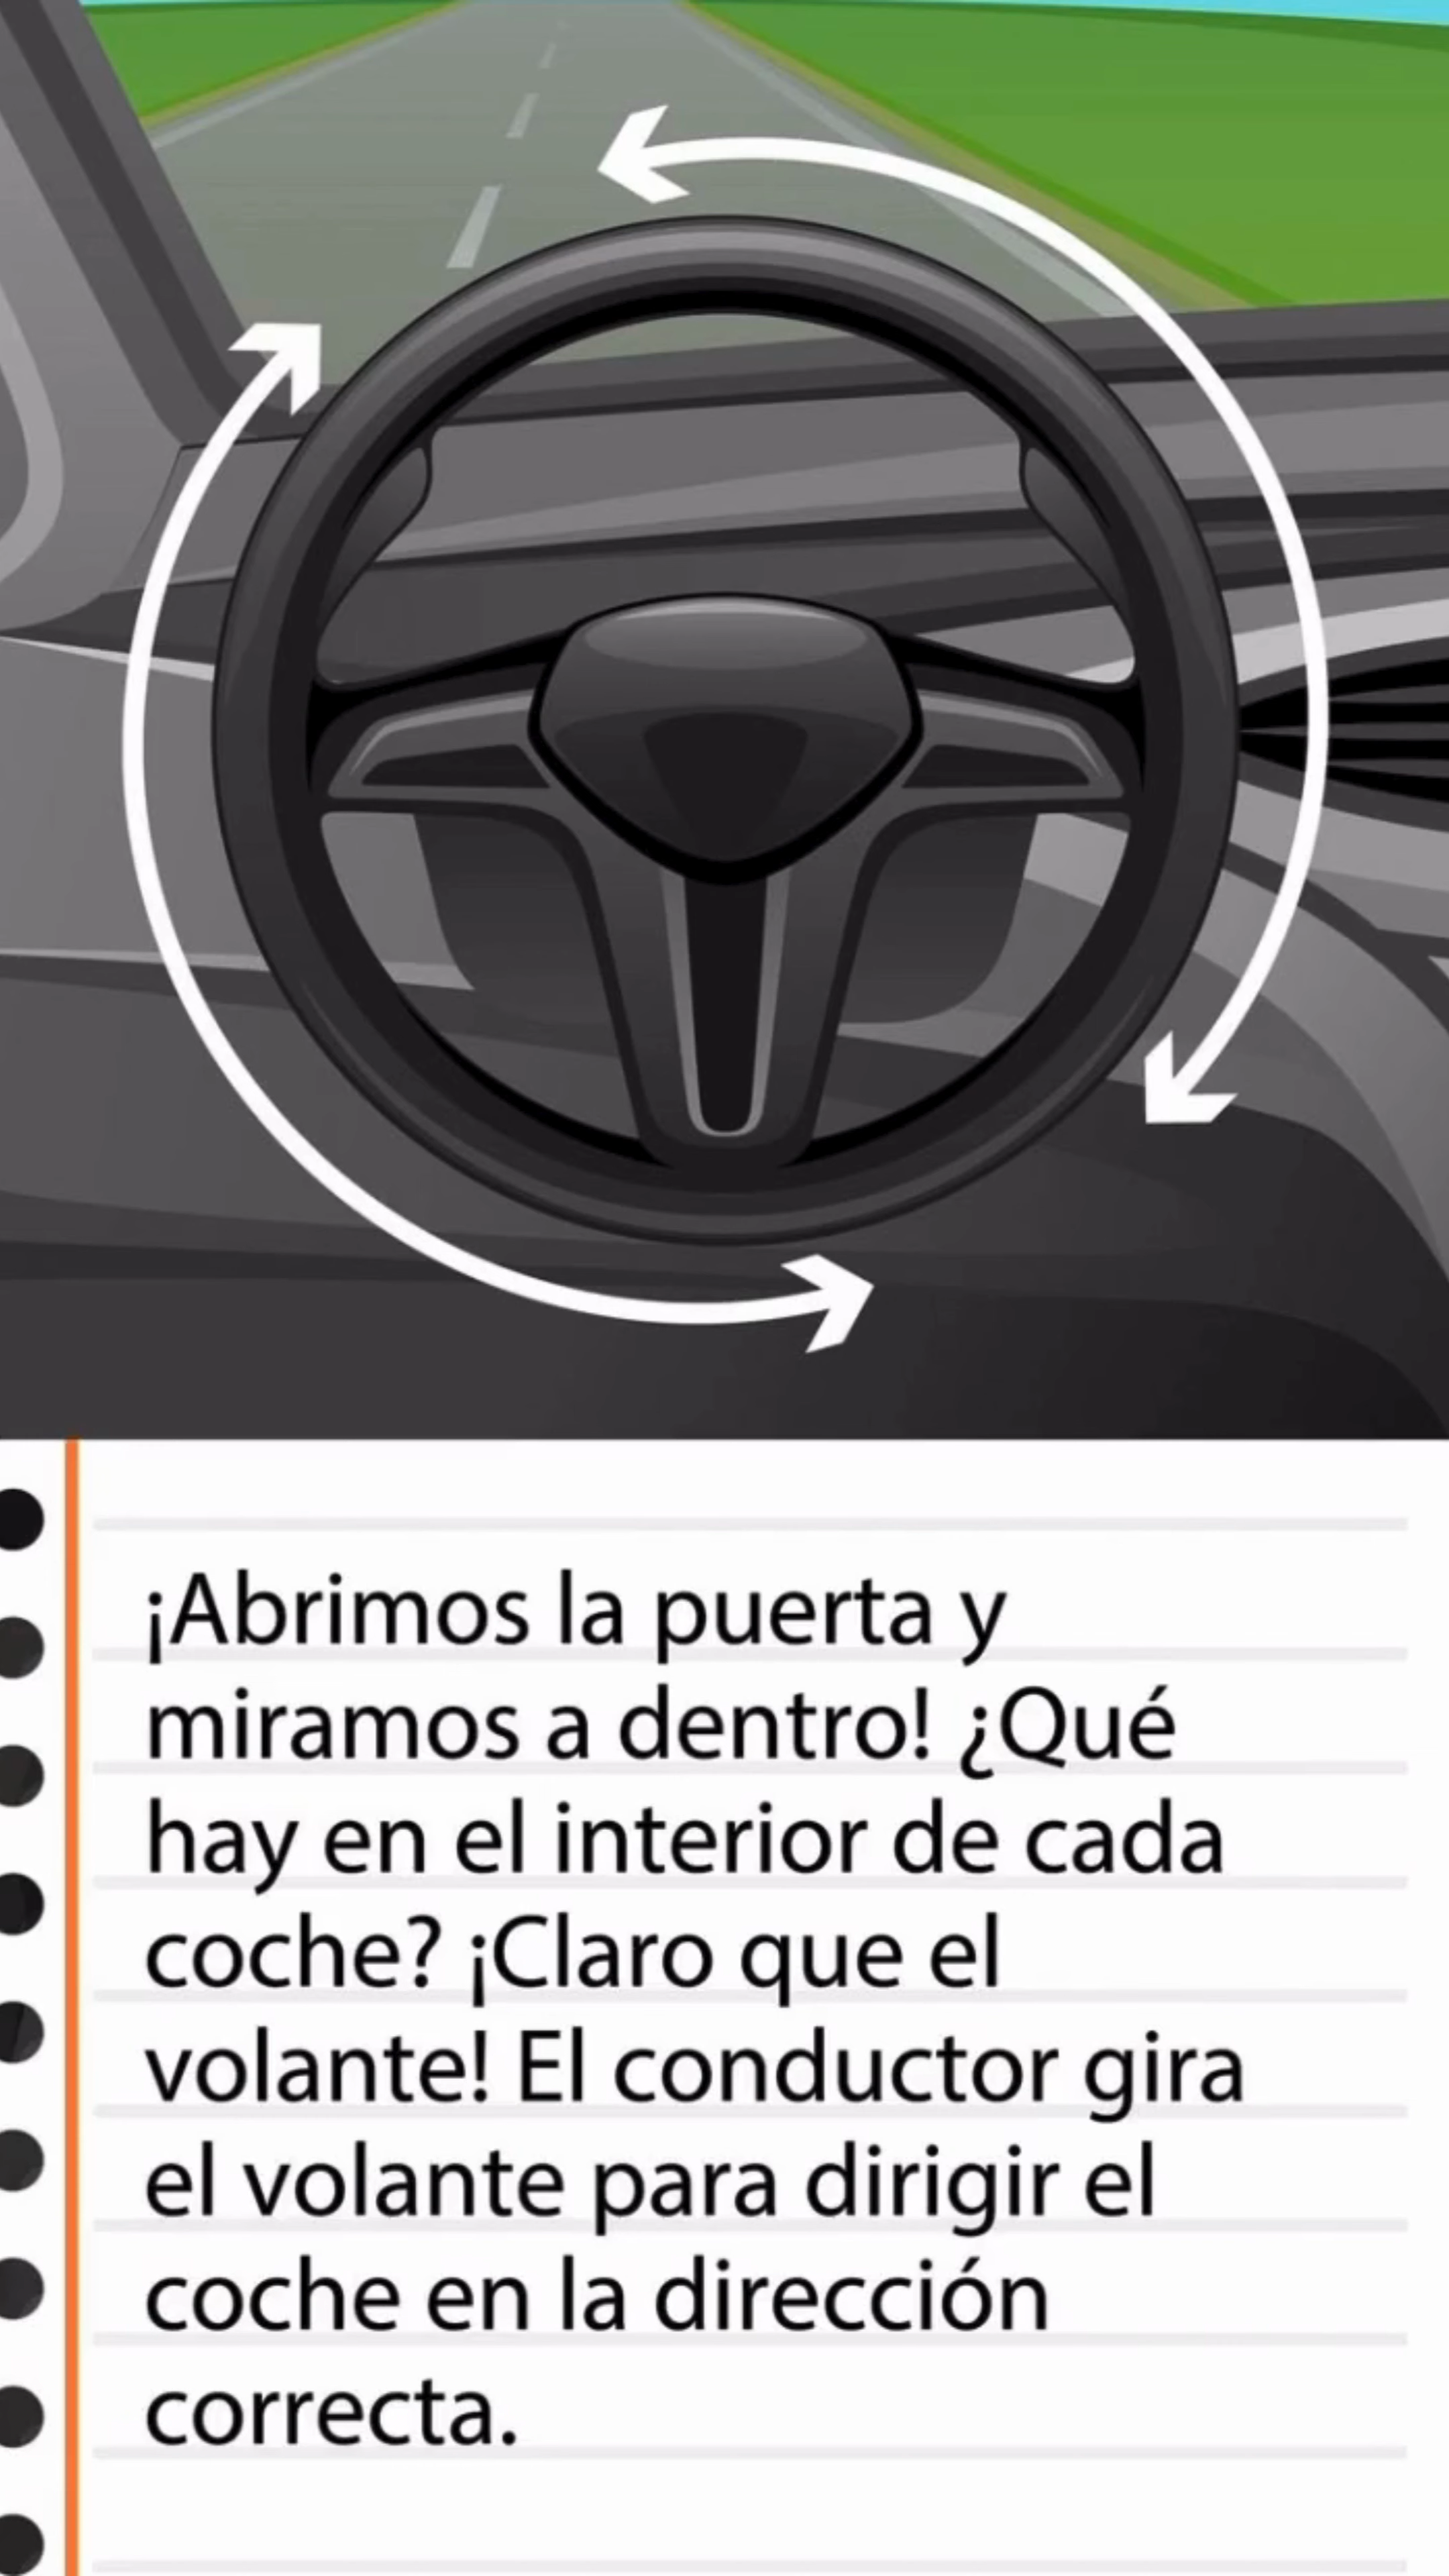 ¡Abrimos la puerta y
miramos a dentro! ¿Qué
hay en el interior de cada
coche? ¡Claro que el
volante! El conductor gira
el volante para dirigir el
coche en la dirección
correcta.